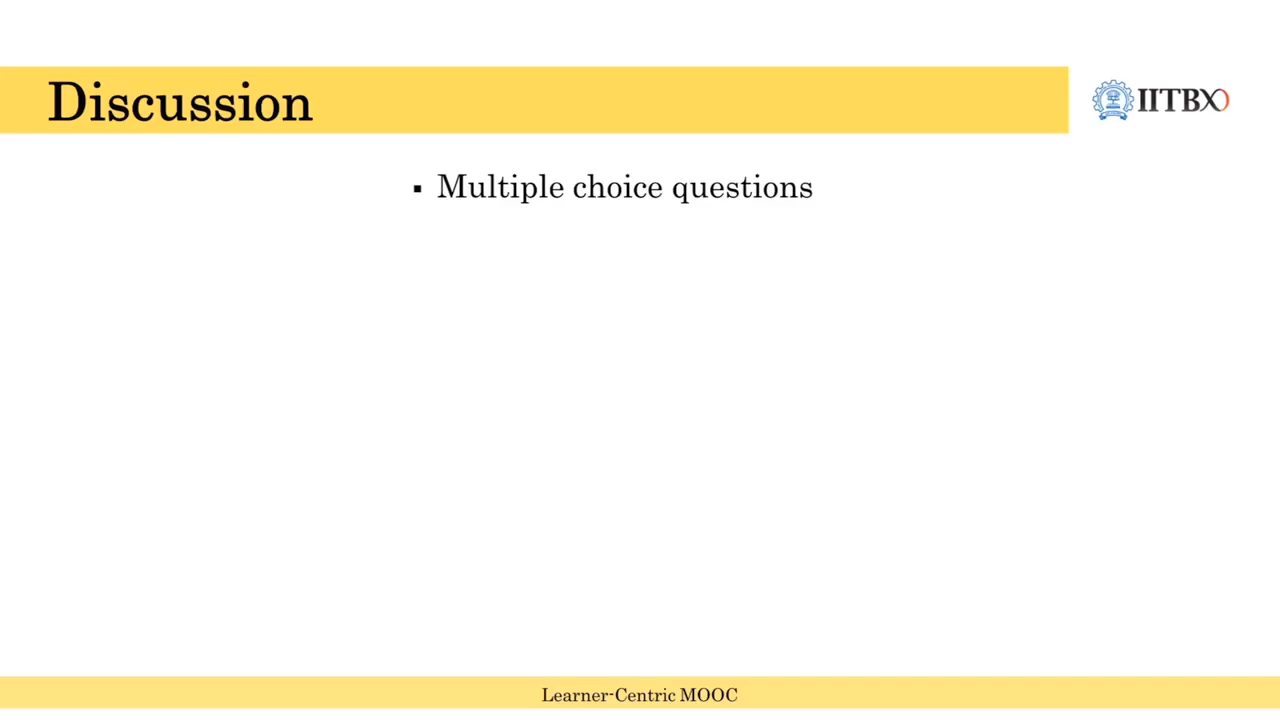 Discussion
IITBX
▪ Multiple choice questions
Learner-Centric MOOC